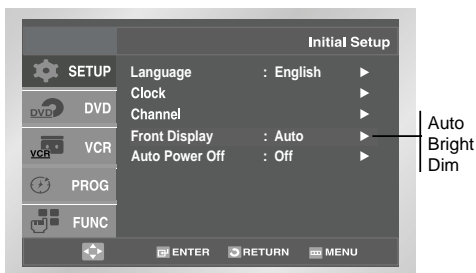 Initial Setup
SETUP
DVD DVD
VCR VCR
PROG
FUNC
Language : English ►
Clock ►
Channel ►
Front Display : Auto ►
Auto Power Off : Off ►
ENTER RETURN MENU
Auto
Bright
Dim